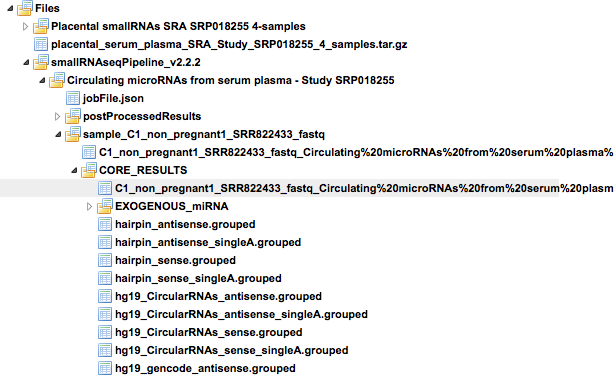 Files
Placental smallRNAs SRA SRP018255 4-samples
placental_serum_plasma_SRA_Study_SRP018255_4_samples.tar.gz
smallRNAseqPipeline_v2.2.2
Circulating microRNAs from serum plasma - Study SRP018255
jobFile.json
postProcessedResults
sample_C1_non_pregnant1_SRR822433_fastq
C1_non_pregnant1_SRR822433_fastq_Circulating%20microRNAs%20from%20serum%20plasma%
CORE_RESULTS
C1_non_pregnant1_SRR822433_fastq_Circulating%20microRNAs%20from%20serum%20plasm
EXOGENOUS_miRNA
hairpin_antisense.grouped
hairpin_antisense_singleA.grouped
hairpin_sense.grouped
hairpin_sense_singleA.grouped
hg19_CircularRNAs_antisense.grouped
hg19_CircularRNAs_antisense_singleA.grouped
hg19_CircularRNAs_sense.grouped
hg19_CircularRNAs_sense_singleA.grouped
hg19_gencode_antisense.grouped